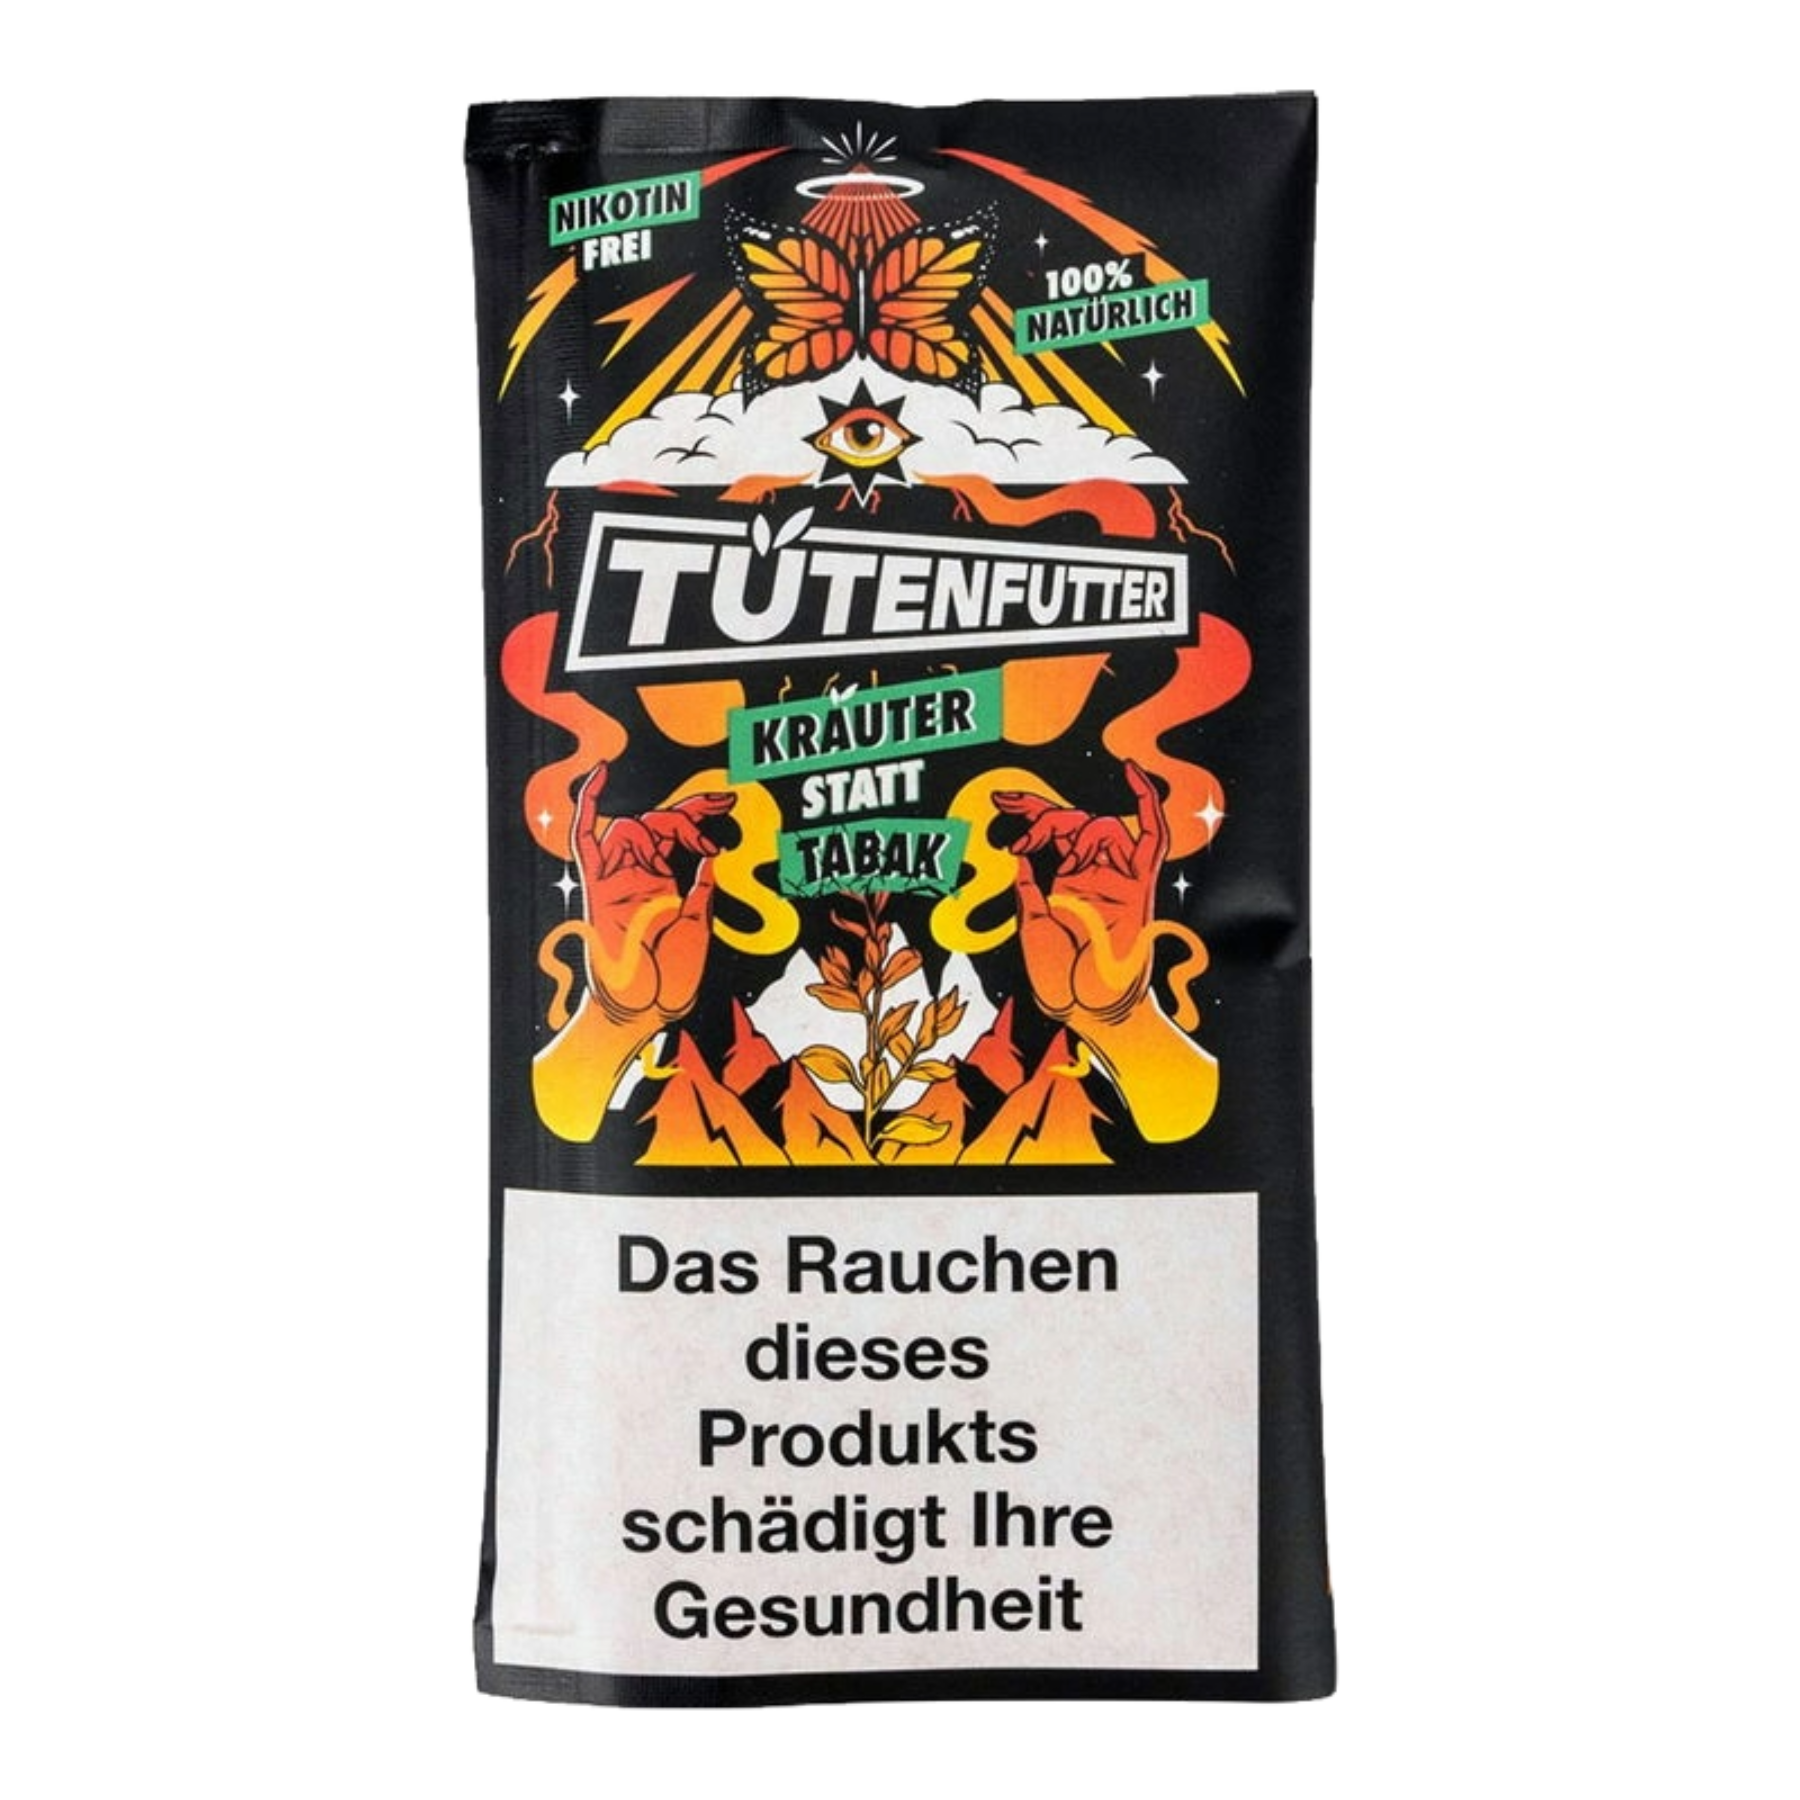 NIKOTIN
FREI
100%
NATÜRLICH
TÜTENFUTTER
KRÄUTER
STATT
TABAK
Das Rauchen
dieses
Produkts
schädigt Ihre
Gesundheit